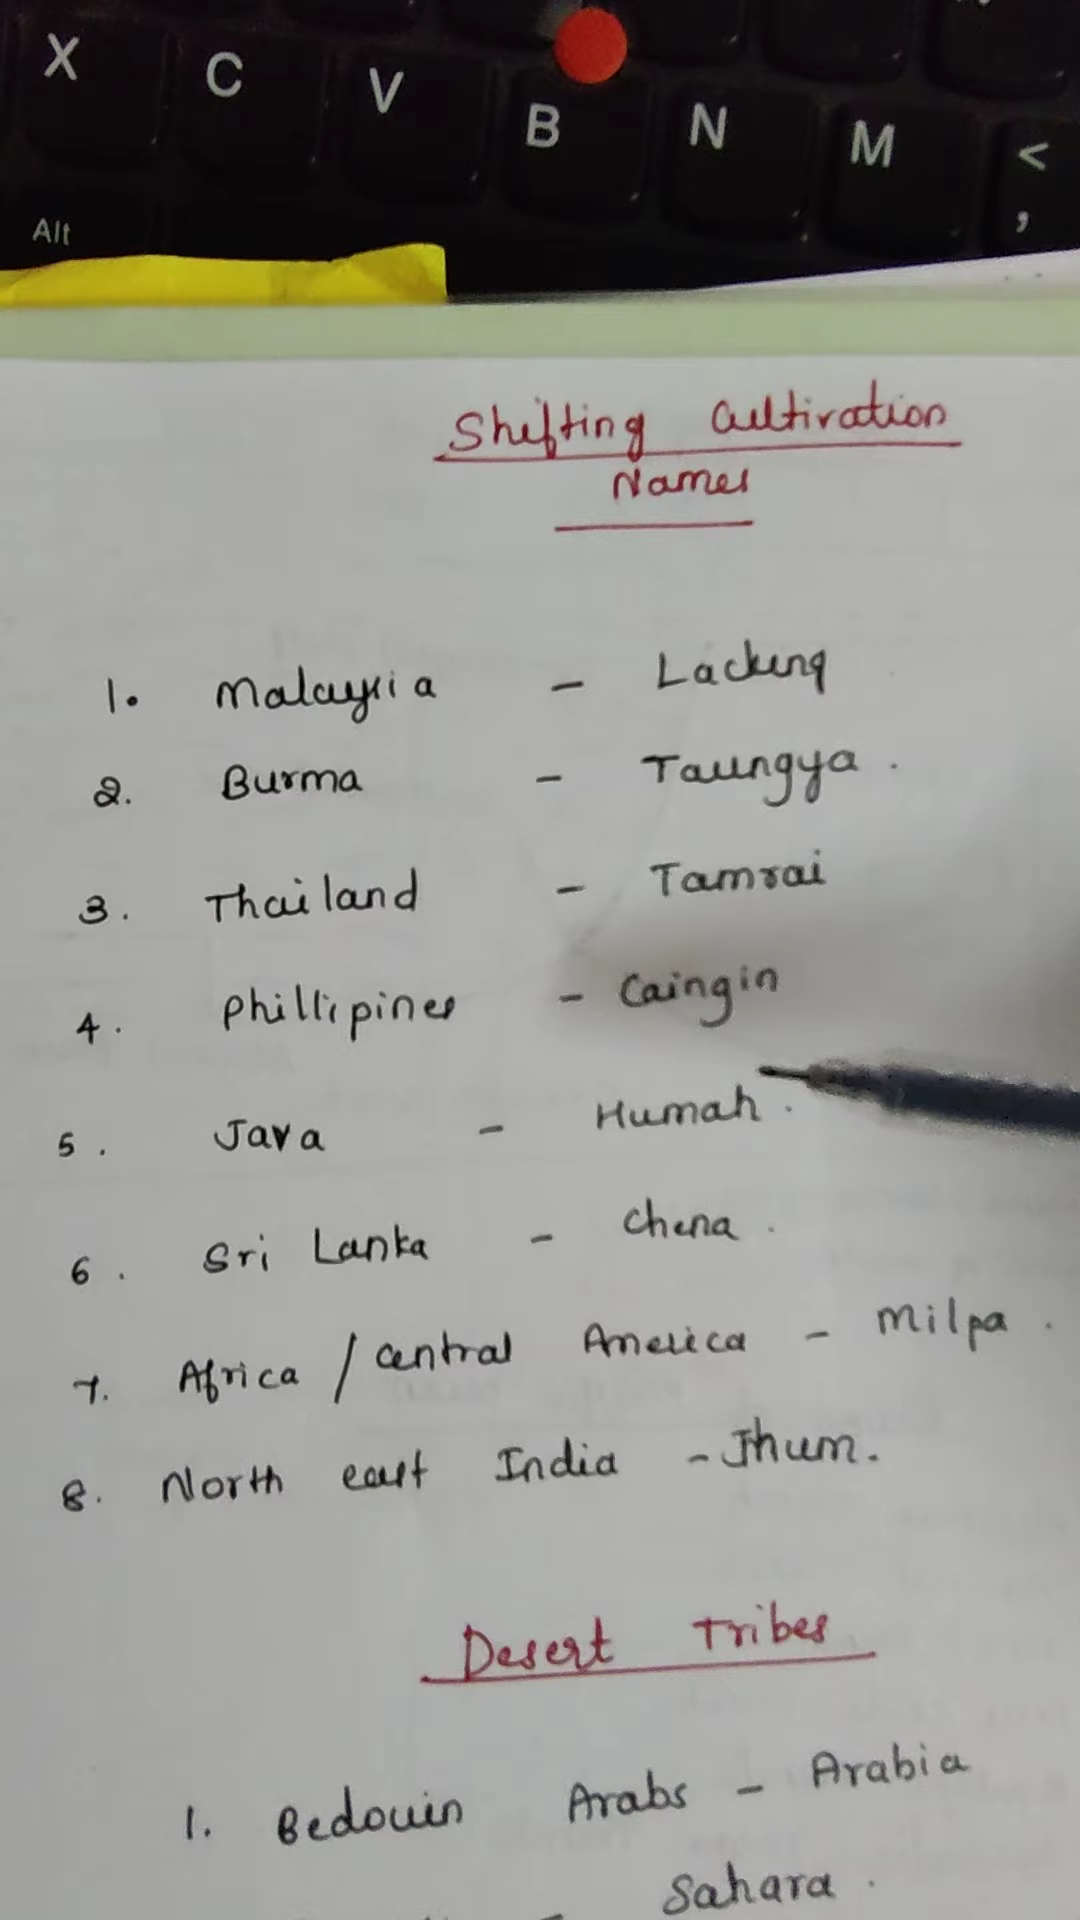 X C V B N M <
Alt ,
Shifting Cultivation
Names
1. Malaysia - Lacking
2. Burma - Taungya.
3. Thailand - Tamrai
4. Phillipines - Caingin
5. Java - Humah.
6. Sri Lanka - Chena.
7. Africa / Central America - Milpa.
8. North east India - Jhum.
Desert Tribes
1. Bedouin Arabs - Arabia
- Sahara.